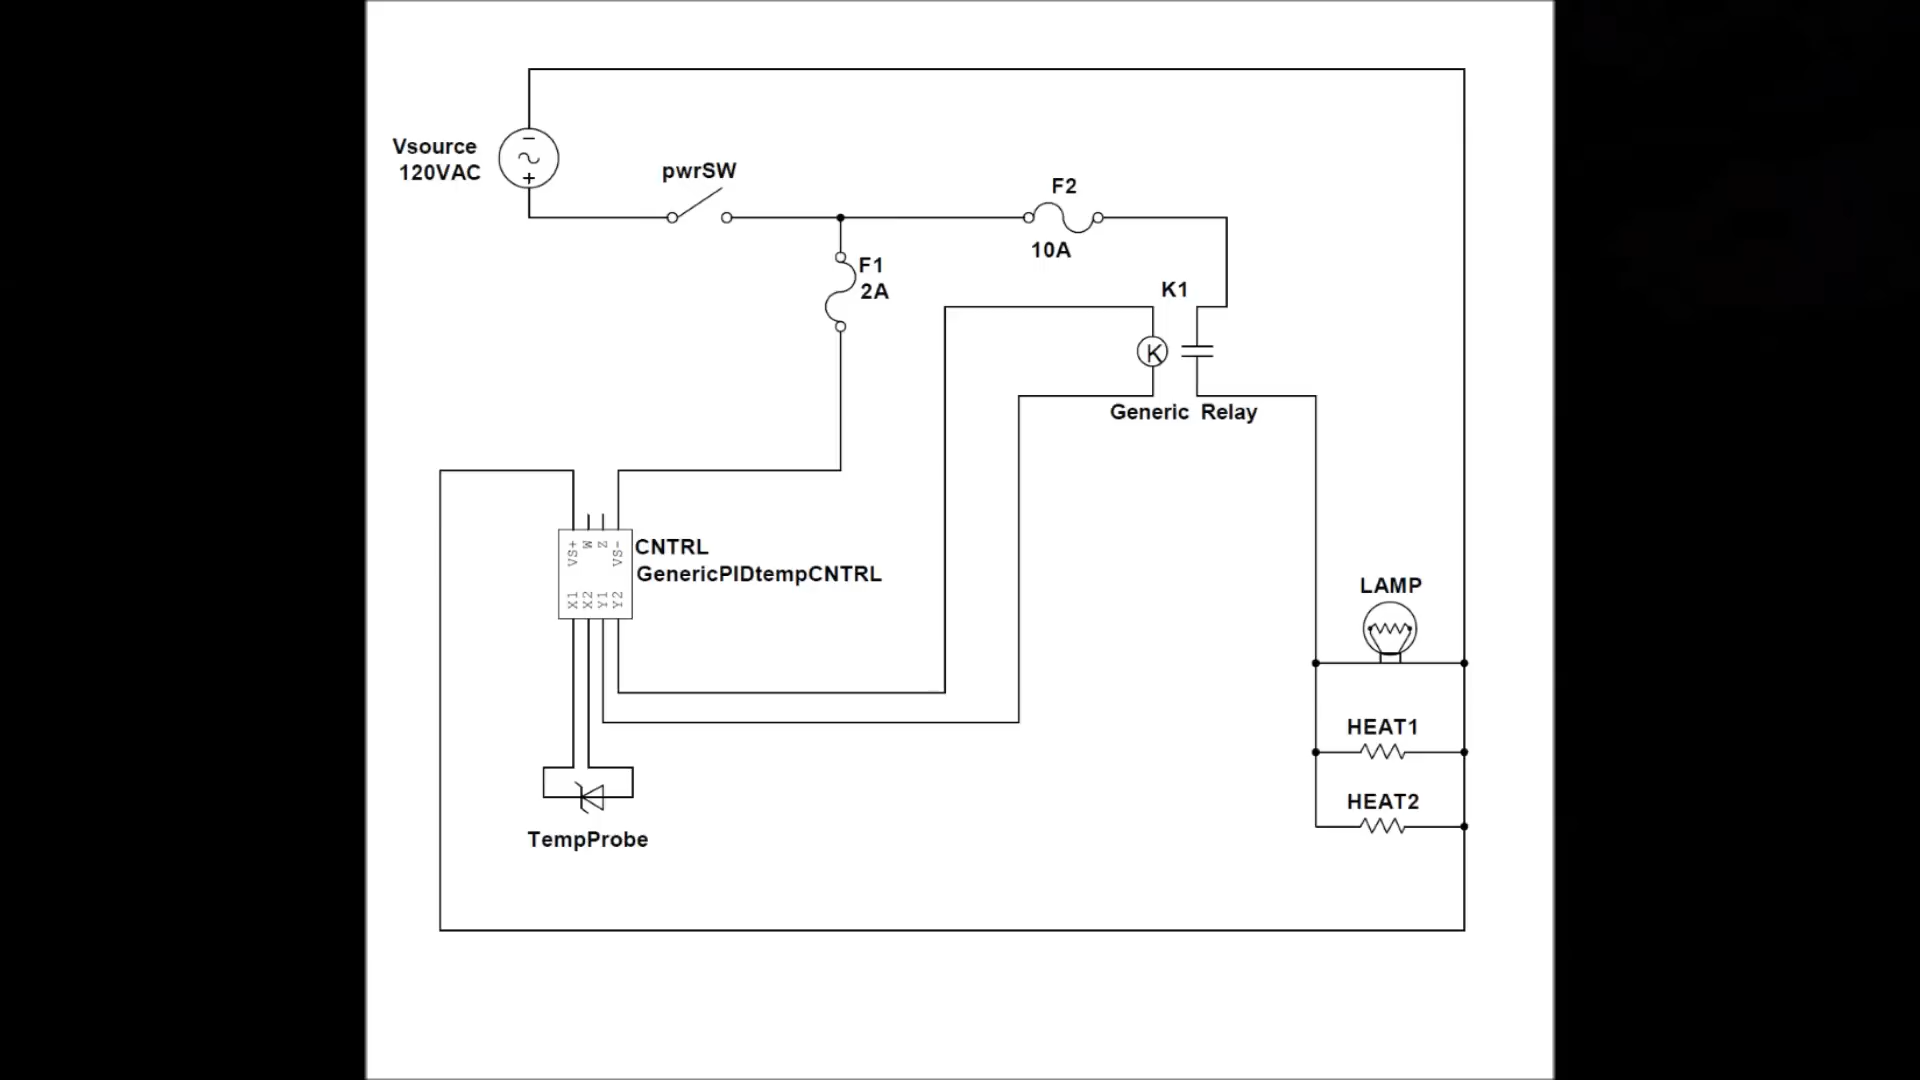 Vsource
120VAC
pwrSW
F2
10A
F1
2A
K1
K
Generic Relay
VS+ W Z VS-
X1 X2 Y1 Y2
CNTRL
GenericPIDtempCNTRL
LAMP
HEAT1
HEAT2
TempProbe